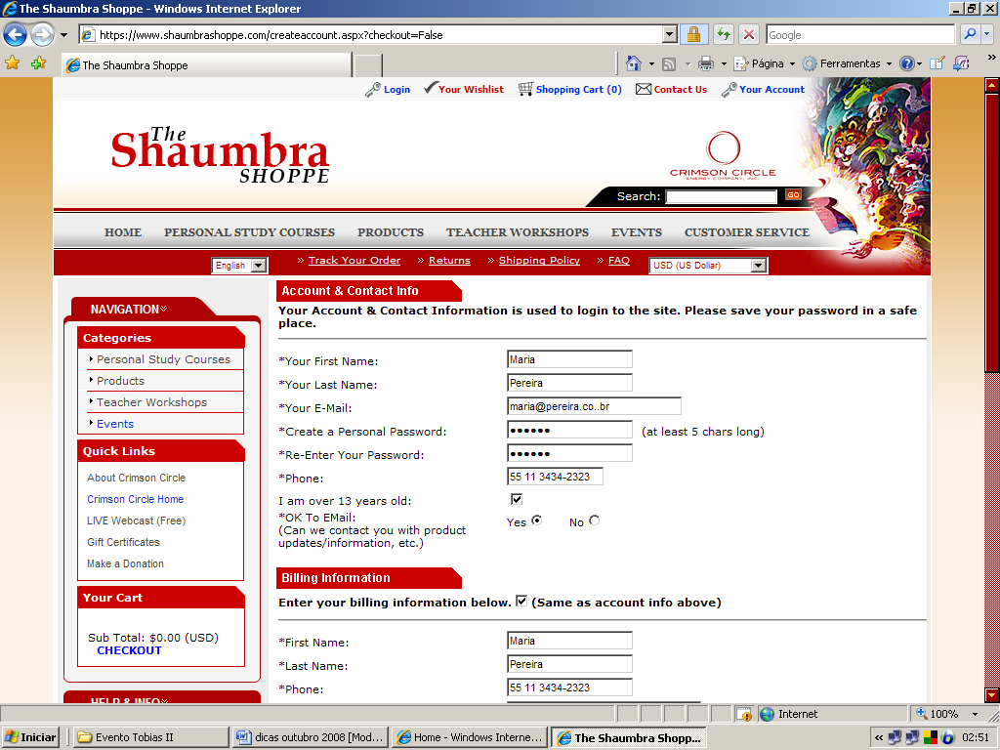 The Shaumbra Shoppe - Windows Internet Explorer
https://www.shaumbrashoppe.com/createaccount.aspx?checkout=False
Google
The Shaumbra Shoppe
Página
Ferramentas
»
Login
Your Wishlist
Shopping Cart (0)
Contact Us
Your Account
The
Shaumbra
SHOPPE
CRIMSON CIRCLE
ENERGY COMPANY, INC.
Search:
GO
HOME
PERSONAL STUDY COURSES
PRODUCTS
TEACHER WORKSHOPS
EVENTS
CUSTOMER SERVICE
English
» Track Your Order
» Returns
» Shipping Policy
» FAQ
USD (US Dollar)
NAVIGATION
Categories
Personal Study Courses
Products
Teacher Workshops
Events
Quick Links
About Crimson Circle
Crimson Circle Home
LIVE Webcast (Free)
Gift Certificates
Make a Donation
Your Cart
Sub Total: $0.00 (USD)
CHECKOUT
HELP & INFO
Account & Contact Info
Your Account & Contact Information is used to login to the site. Please save your password in a safe
place.
*Your First Name: Maria
*Your Last Name: Pereira
*Your E-Mail: maria@pereira.co..br
*Create a Personal Password: •••••• (at least 5 chars long)
*Re-Enter Your Password: ••••••
*Phone: 55 11 3434-2323
I am over 13 years old:
*OK To EMail: Yes No
(Can we contact you with product
updates/information, etc.)
Billing Information
Enter your billing information below. (Same as account info above)
*First Name: Maria
*Last Name: Pereira
*Phone: 55 11 3434-2323
Internet
100%
Iniciar
Evento Tobias II
dicas outubro 2008 [Mod...
Home - Windows Interne...
The Shaumbra Shopp...
«
02:51